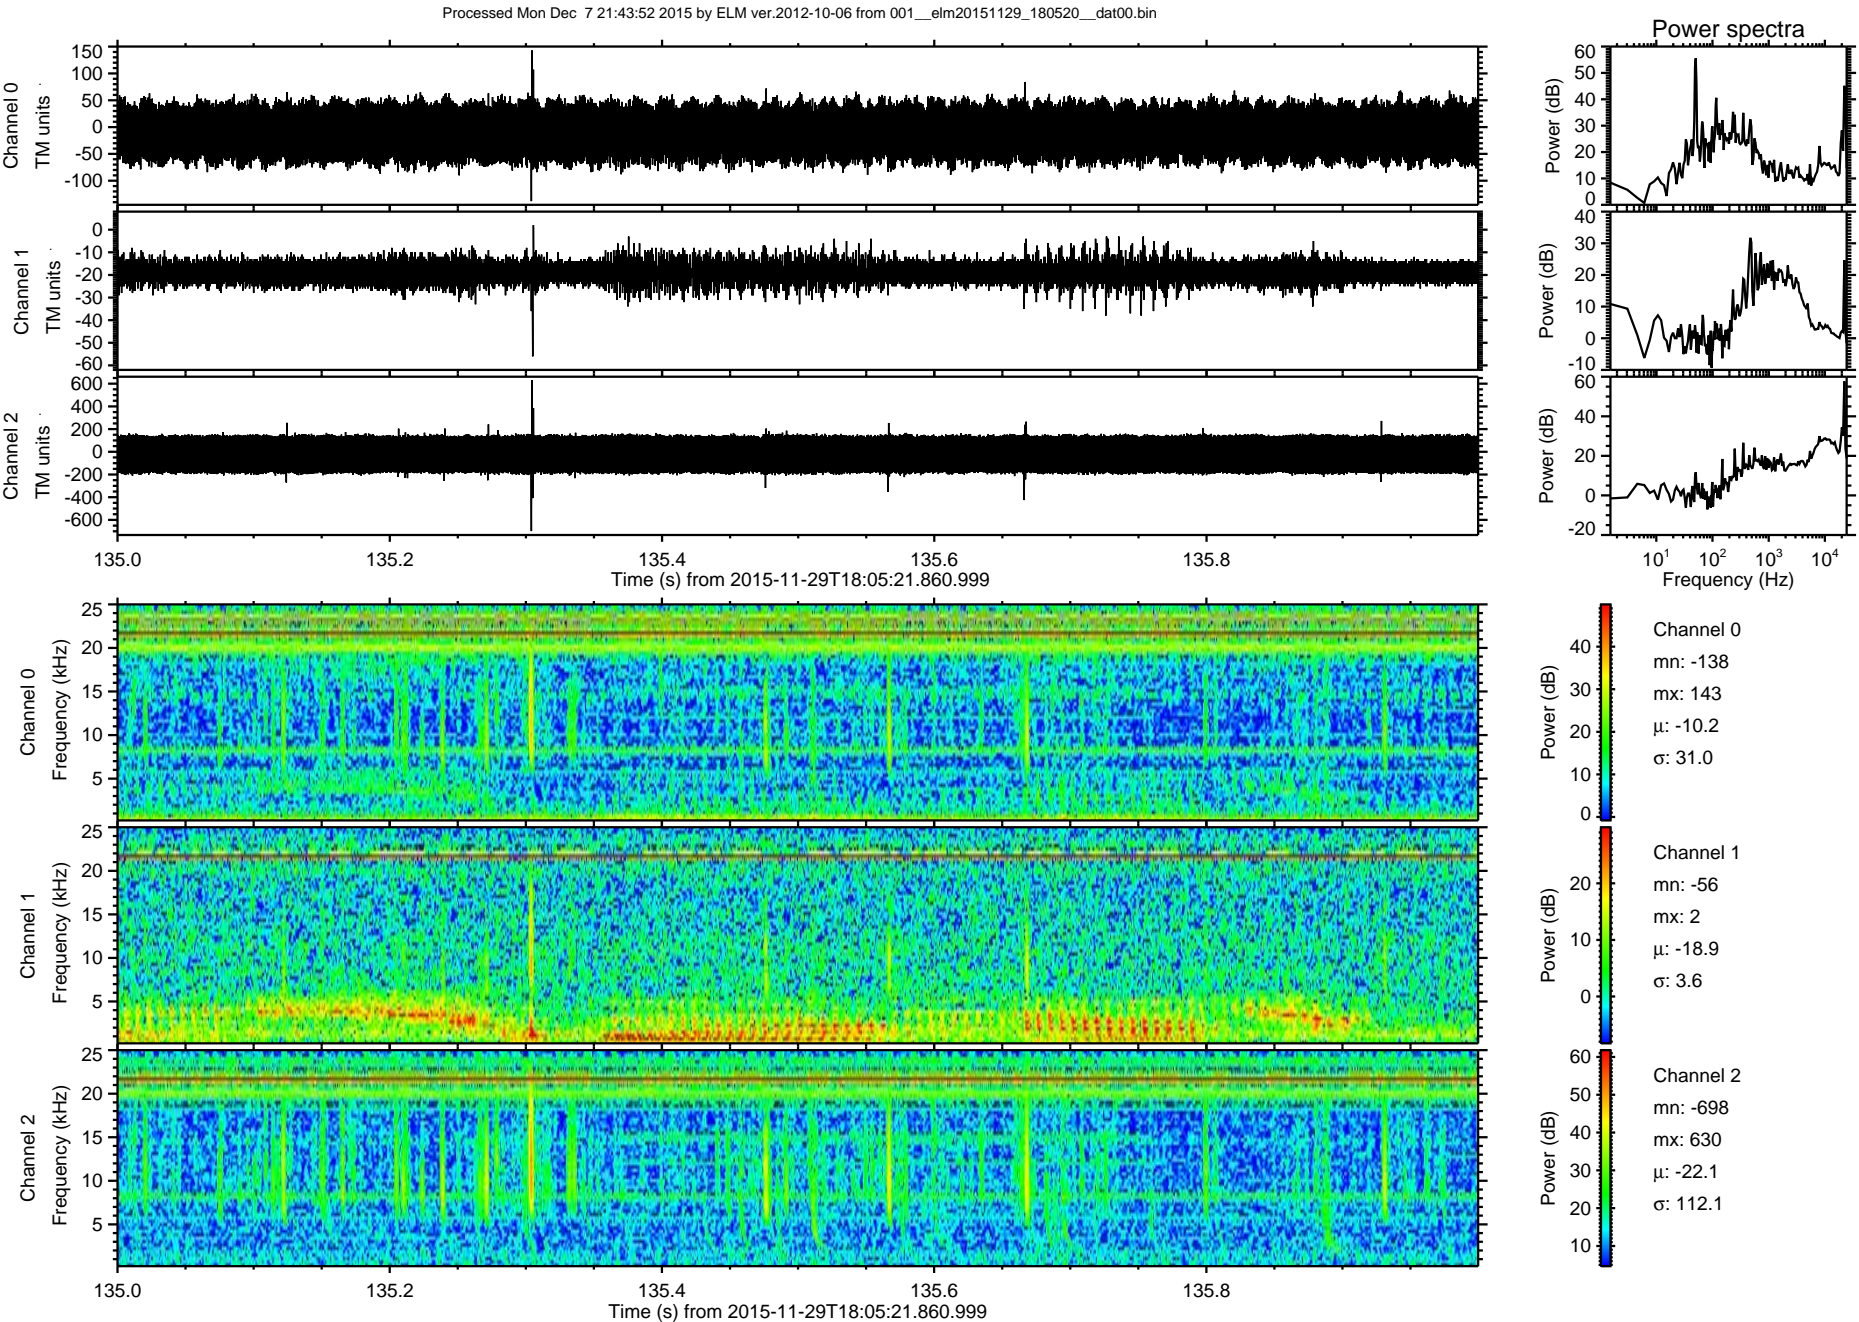 Processed Mon Dec  7 21:43:52 2015 by ELM ver.2012-10-06 from 001__elm20151129_180520__dat00.bin
Power spectra
Channel 0
TM units
150
100
50
0
-50
-100
Power (dB)
60
50
40
30
20
10
0
Channel 1
TM units
0
-10
-20
-30
-40
-50
-60
Power (dB)
40
30
20
10
0
-10
Channel 2
TM units
600
400
200
0
-200
-400
-600
Power (dB)
60
40
20
0
-20
135.0 135.2 135.4 135.6 135.8
Time (s) from 2015-11-29T18:05:21.860.999
10¹ 10² 10³ 10⁴
Frequency (Hz)
Channel 0
Frequency (kHz)
25
20
15
10
5
Power (dB)
40
30
20
10
0
Channel 0
mn: -138
mx: 143
µ: -10.2
σ: 31.0
Channel 1
Frequency (kHz)
25
20
15
10
5
Power (dB)
20
10
0
Channel 1
mn: -56
mx: 2
µ: -18.9
σ: 3.6
Channel 2
Frequency (kHz)
25
20
15
10
5
Power (dB)
60
50
40
30
20
10
Channel 2
mn: -698
mx: 630
µ: -22.1
σ: 112.1
135.0 135.2 135.4 135.6 135.8
Time (s) from 2015-11-29T18:05:21.860.999